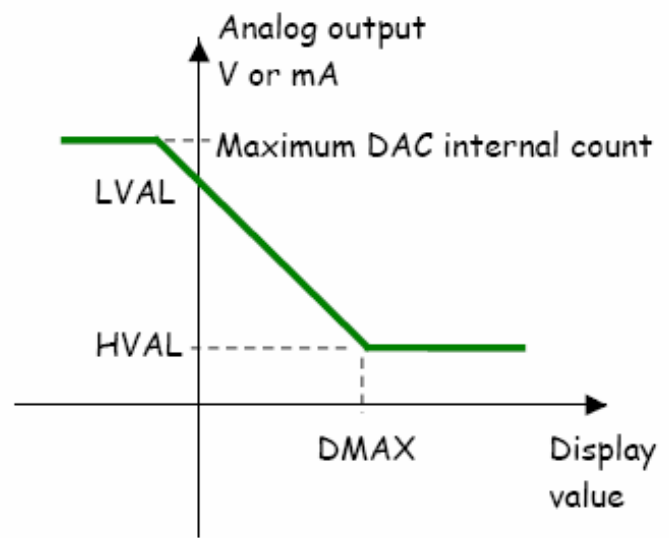 Analog output
V or mA
Maximum DAC internal count
LVAL
HVAL
DMAX
Display
value